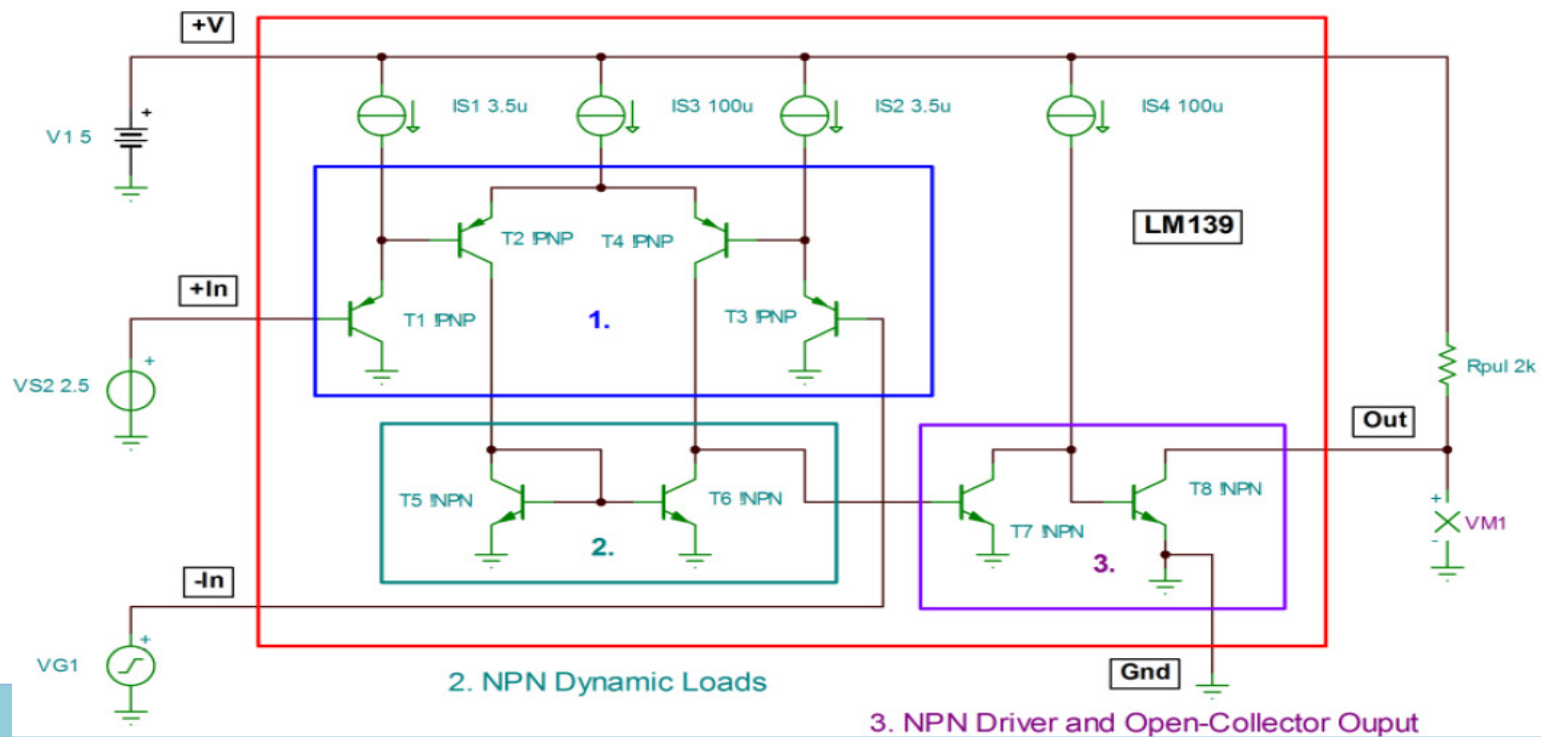 +V
IS1 3.5u
IS3 100u
IS2 3.5u
IS4 100u
V1 5
LM139
T2 !PNP
T4 !PNP
+In
T1 !PNP
1.
T3 !PNP
VS2 2.5
Rpul 2k
Out
T5 !NPN
T6 !NPN
T8 !NPN
VM1
T7 !NPN
2.
3.
-In
VG1
2. NPN Dynamic Loads
Gnd
3. NPN Driver and Open-Collector Ouput